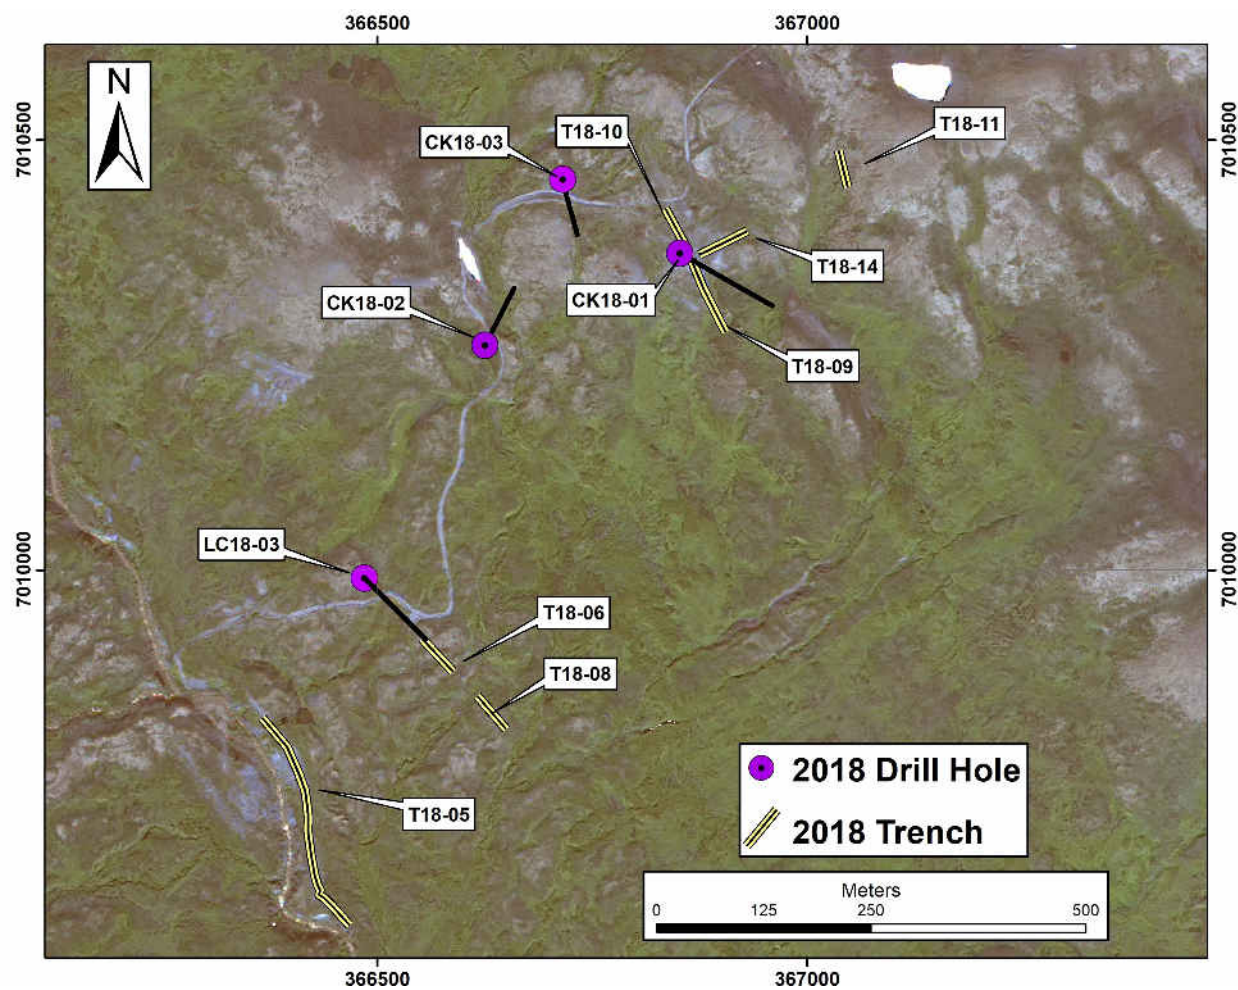 366500
367000
N
7010500
7010500
CK18-03
T18-10
T18-11
T18-14
CK18-01
CK18-02
T18-09
LC18-03
7010000
7010000
T18-06
T18-08
T18-05
2018 Drill Hole
2018 Trench
Meters
0 125 250 500
366500
367000